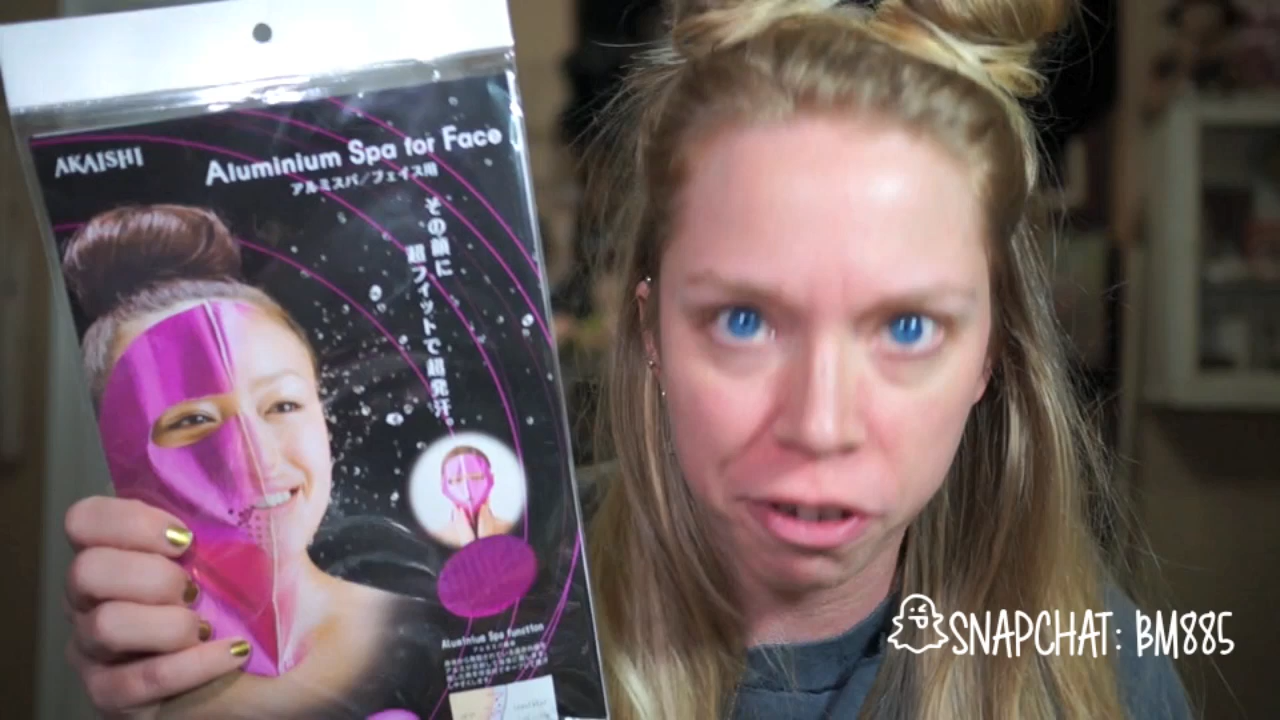 AKAISHI
Aluminium Spa for Face
アルミスパ/フェイス用
その顔に
超フィットで超発汗。
Aluminium Spa function
SNAPCHAT: BM885